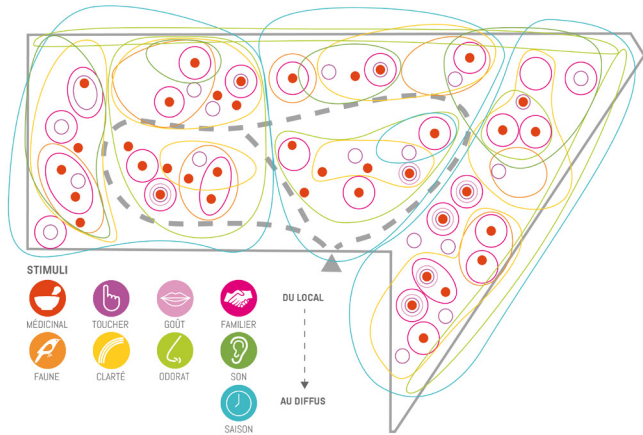 STIMULI
MÉDICINAL
TOUCHER
GOÛT
FAMILIER
DU LOCAL
FAUNE
CLARTÉ
ODORAT
SON
AU DIFFUS
SAISON